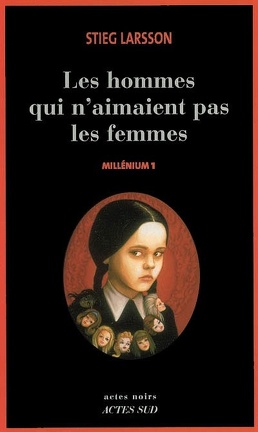 STIEG LARSSON
Les hommes
qui n'aimaient pas
les femmes
MILLÉNIUM 1
actes noirs
ACTES SUD